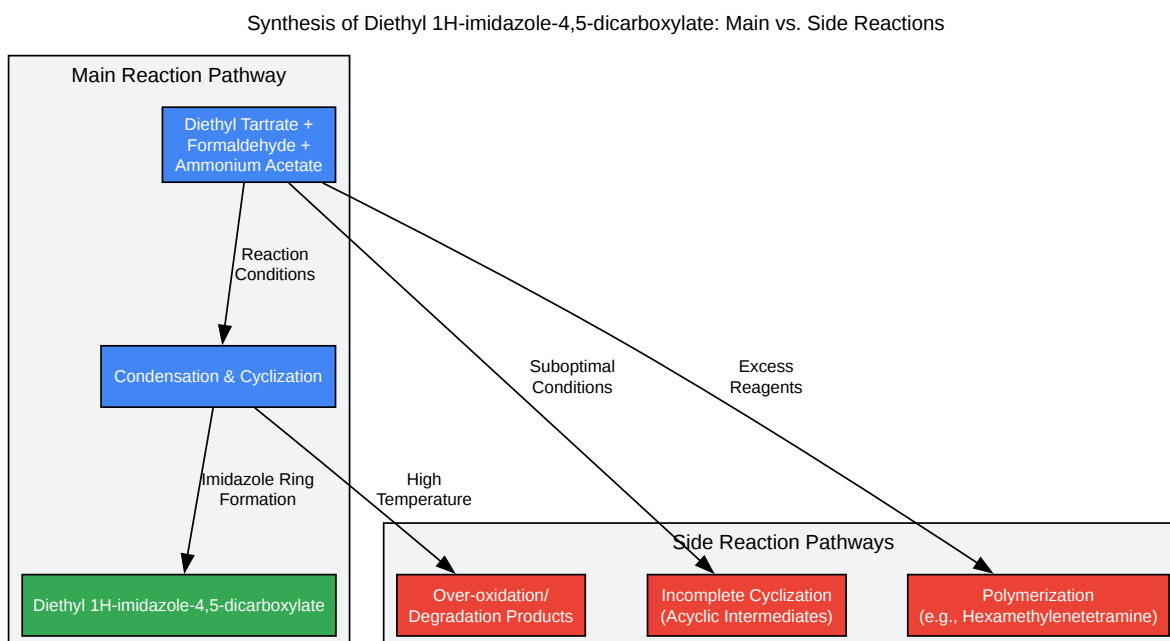 Synthesis of Diethyl 1H-imidazole-4,5-dicarboxylate: Main vs. Side Reactions
Main Reaction Pathway
Diethyl Tartrate +
Formaldehyde +
Ammonium Acetate
Reaction
Conditions
Condensation & Cyclization
Suboptimal
Conditions
Excess
Reagents
Imidazole Ring
Formation
High
Temperature
Side Reaction Pathways
Diethyl 1H-imidazole-4,5-dicarboxylate
Over-oxidation/
Degradation Products
Incomplete Cyclization
(Acyclic Intermediates)
Polymerization
(e.g., Hexamethylenetetramine)